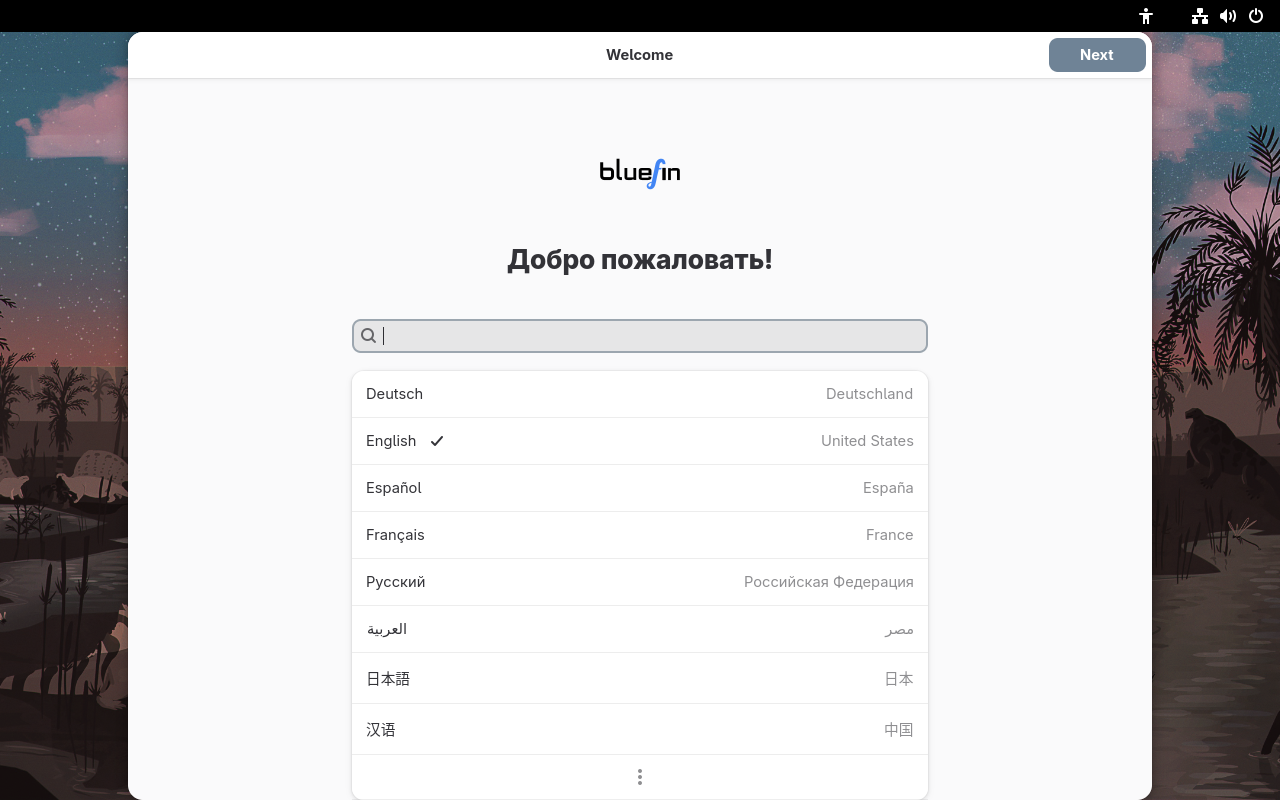 Welcome
Next
bluefin
Добро пожаловать!
Deutsch Deutschland
English United States
Español España
Français France
Русский Российская Федерация
العربية مصر
日本語 日本
汉语 中国